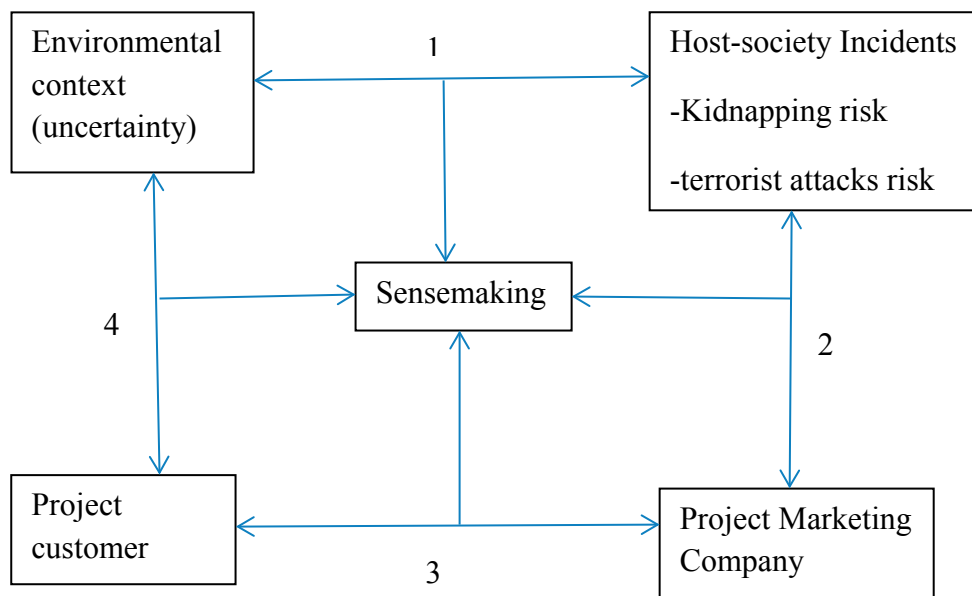 Environmental
context
(uncertainty)
1
Host-society Incidents
-Kidnapping risk
-terrorist attacks risk
Sensemaking
4
2
Project
customer
3
Project Marketing
Company